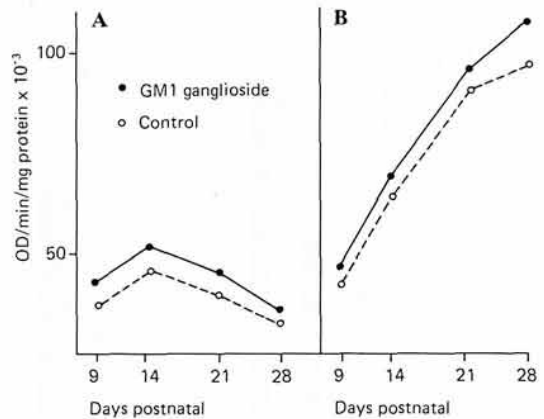 A
B
OD/min/mg protein x 10⁻³
100
50
GM1 ganglioside
Control
9 14 21 28
Days postnatal
9 14 21 28
Days postnatal